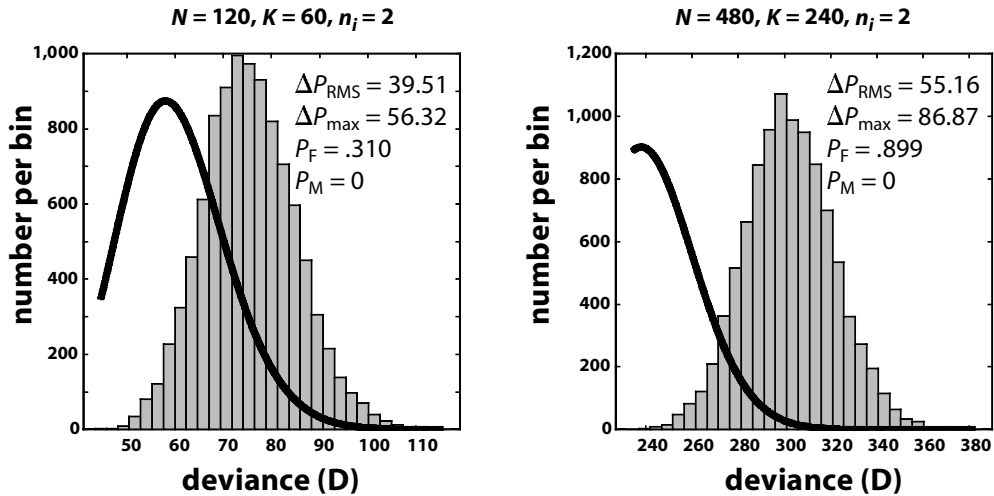 N = 120, K = 60, nᵢ = 2
1,000
800
600
400
200
0
number per bin
ΔP_RMS = 39.51
ΔP_max = 56.32
P_F = .310
P_M = 0
50 60 70 80 90 100 110
deviance (D)
N = 480, K = 240, nᵢ = 2
1,200
1,000
800
600
400
200
0
number per bin
ΔP_RMS = 55.16
ΔP_max = 86.87
P_F = .899
P_M = 0
240 260 280 300 320 340 360 380
deviance (D)